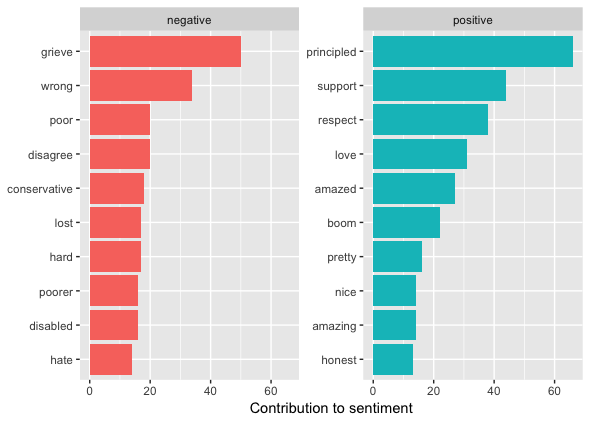 negative
grieve
wrong
poor
disagree
conservative
lost
hard
poorer
disabled
hate
0 20 40 60
positive
principled
support
respect
love
amazed
boom
pretty
nice
amazing
honest
0 20 40 60
Contribution to sentiment